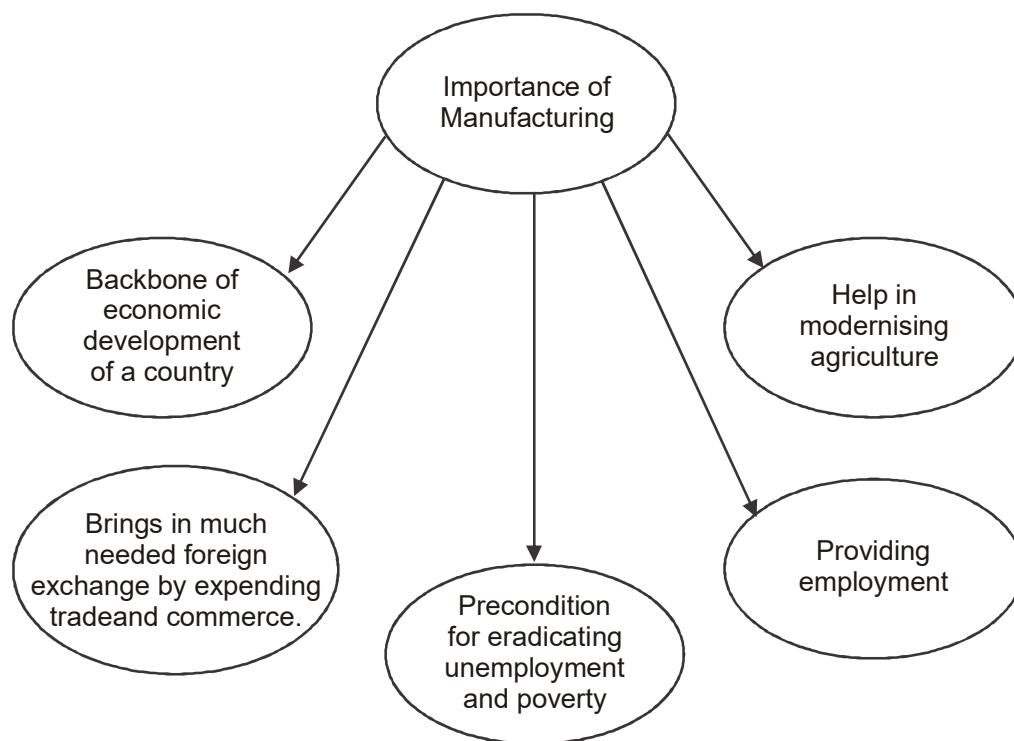 Importance of
Manufacturing
Backbone of
economic
development
of a country
Help in
modernising
agriculture
Brings in much
needed foreign
exchange by expending
tradeand commerce.
Providing
employment
Precondition
for eradicating
unemployment
and poverty